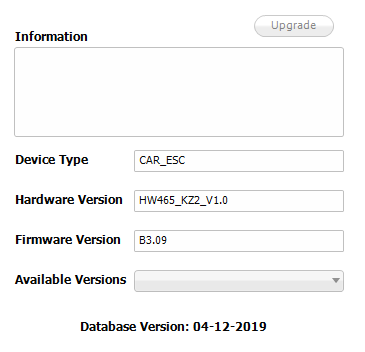 Upgrade
Information
Device Type CAR_ESC
Hardware Version HW465_KZ2_V1.0
Firmware Version B3.09
Available Versions
Database Version: 04-12-2019